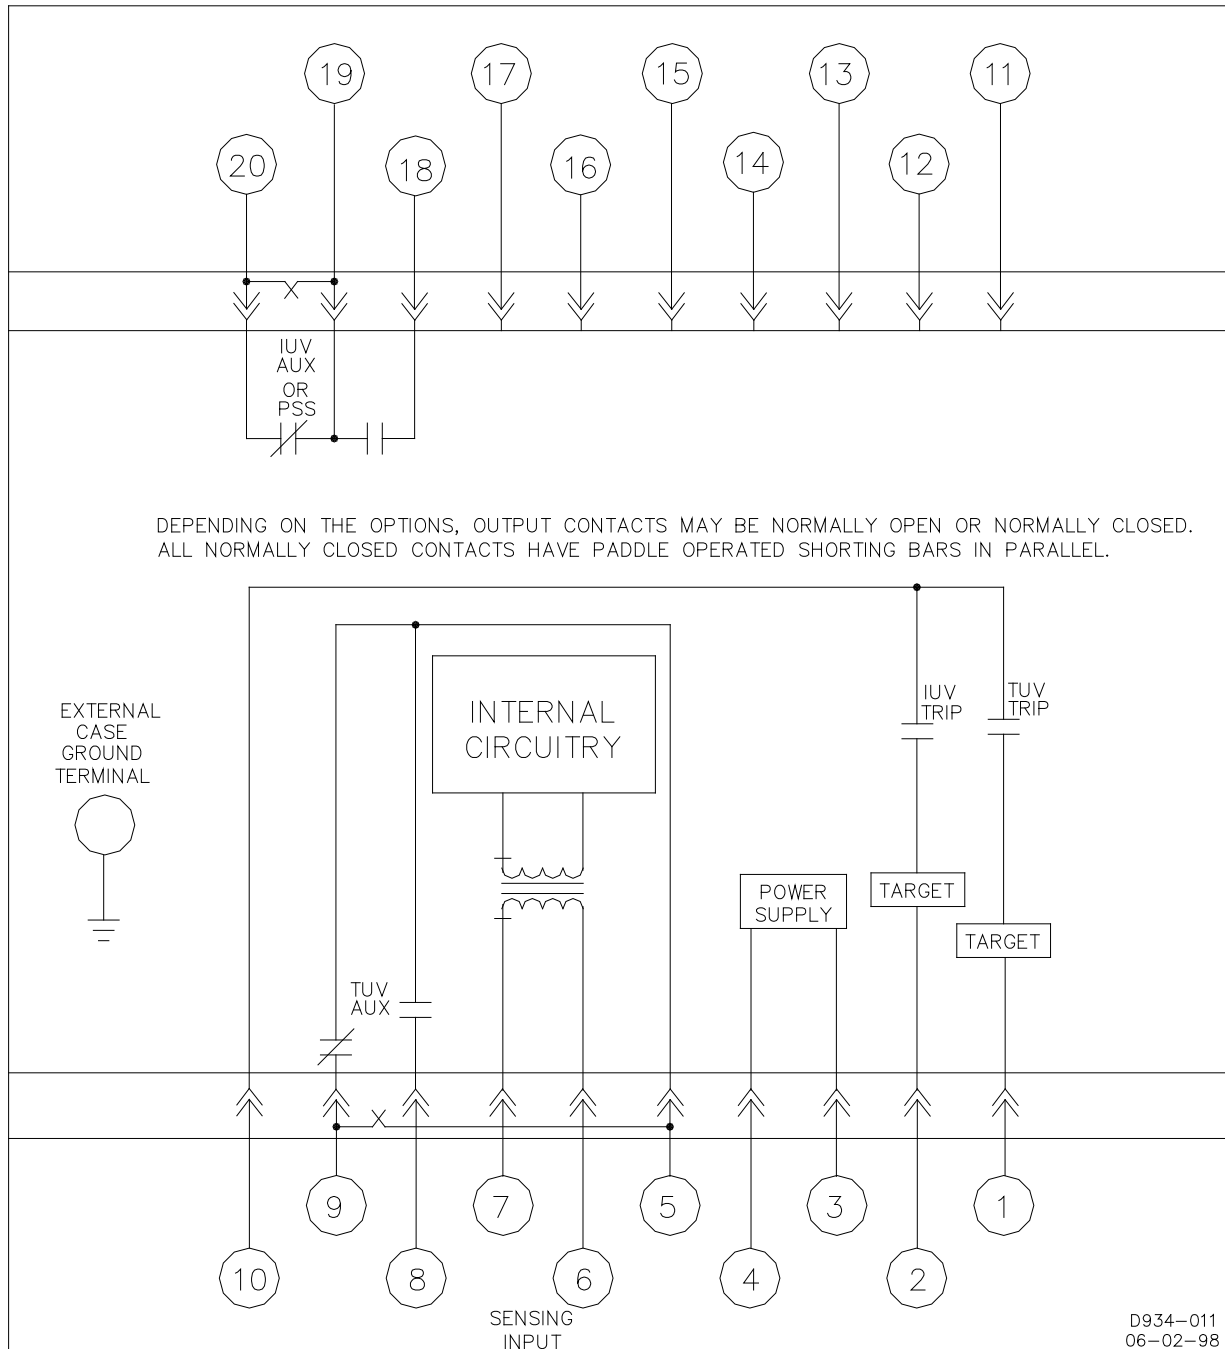 19
17
15
13
11
20
18
16
14
12
IUV
AUX
OR
PSS
DEPENDING ON THE OPTIONS, OUTPUT CONTACTS MAY BE NORMALLY OPEN OR NORMALLY CLOSED.
ALL NORMALLY CLOSED CONTACTS HAVE PADDLE OPERATED SHORTING BARS IN PARALLEL.
EXTERNAL
CASE
GROUND
TERMINAL
INTERNAL
CIRCUITRY
IUV
TRIP
TUV
TRIP
POWER
SUPPLY
TARGET
TARGET
TUV
AUX
9
7
5
3
1
10
8
6
4
2
SENSING
INPUT
D934-011
06-02-98